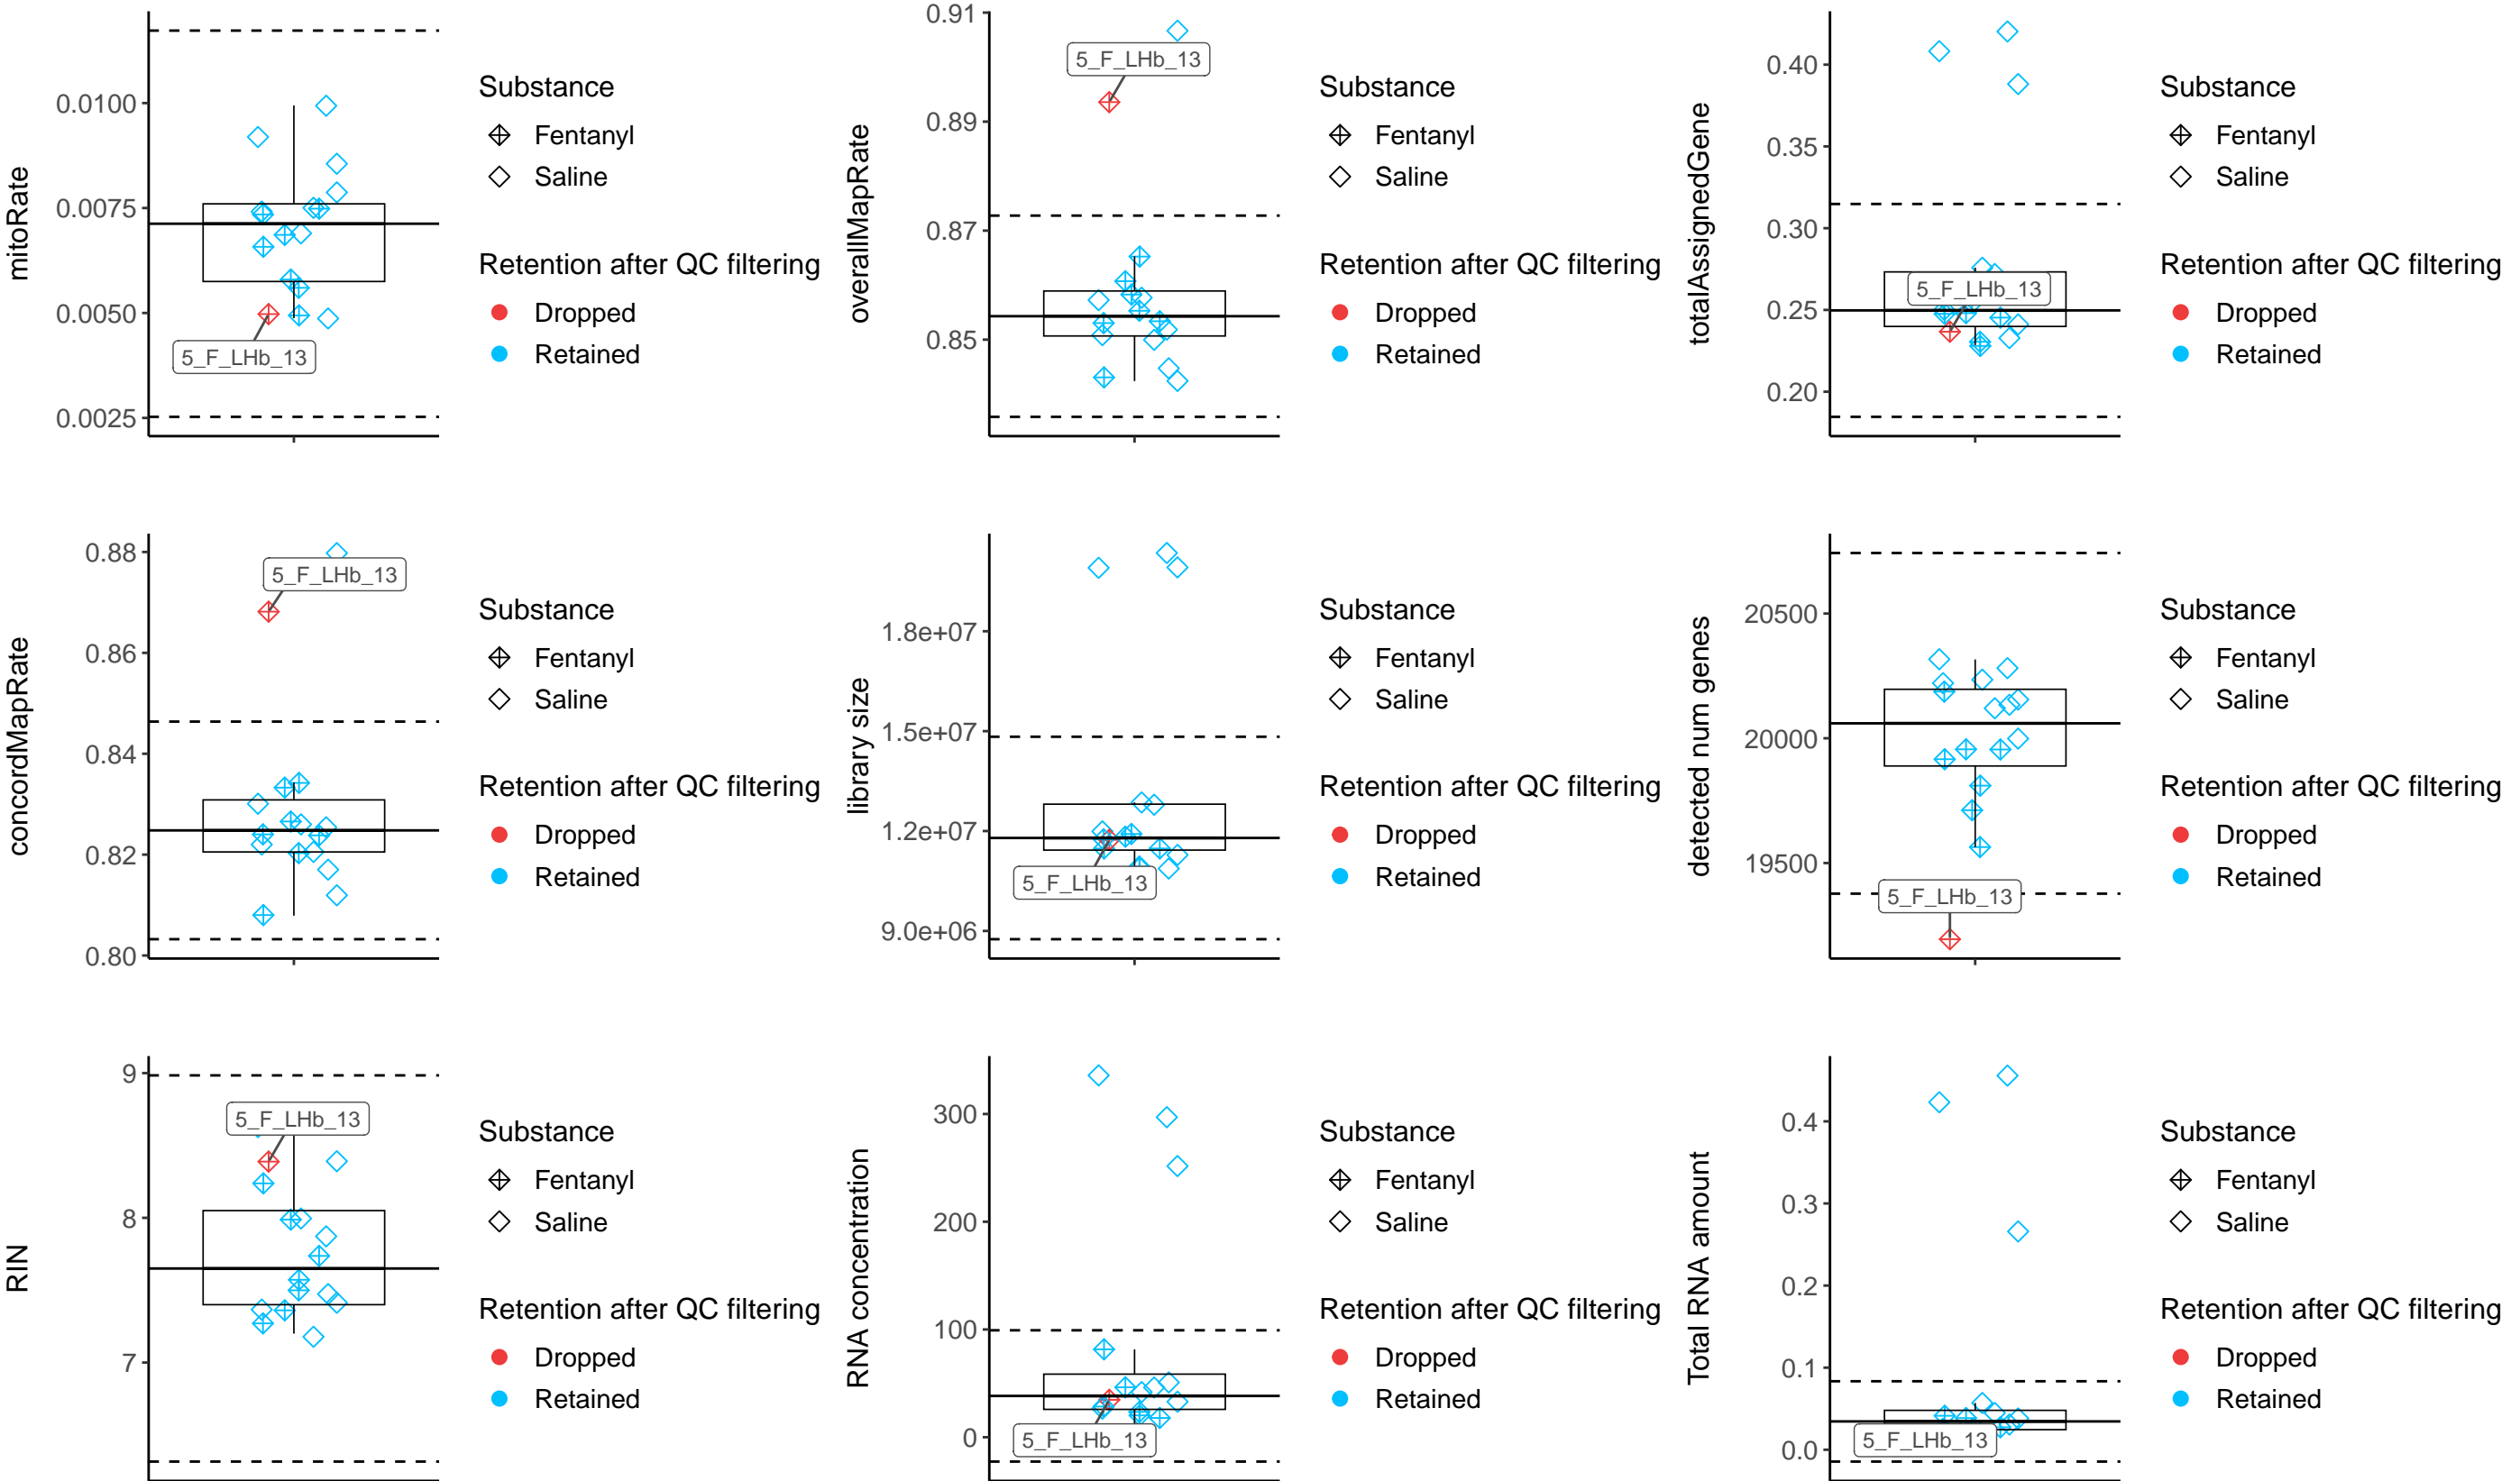 mitoRate
0.0100
0.0075
0.0050
0.0025
5_F_LHb_13
Substance
Fentanyl
Saline
Retention after QC filtering
Dropped
Retained
overallMapRate
0.91
0.89
0.87
0.85
5_F_LHb_13
Substance
Fentanyl
Saline
Retention after QC filtering
Dropped
Retained
totalAssignedGene
0.40
0.35
0.30
0.25
0.20
5_F_LHb_13
Substance
Fentanyl
Saline
Retention after QC filtering
Dropped
Retained
concordMapRate
0.88
0.86
0.84
0.82
0.80
5_F_LHb_13
Substance
Fentanyl
Saline
Retention after QC filtering
Dropped
Retained
library size
1.8e+07
1.5e+07
1.2e+07
9.0e+06
5_F_LHb_13
Substance
Fentanyl
Saline
Retention after QC filtering
Dropped
Retained
detected num genes
20500
20000
19500
5_F_LHb_13
Substance
Fentanyl
Saline
Retention after QC filtering
Dropped
Retained
RIN
9
8
7
5_F_LHb_13
Substance
Fentanyl
Saline
Retention after QC filtering
Dropped
Retained
RNA concentration
300
200
100
0
5_F_LHb_13
Substance
Fentanyl
Saline
Retention after QC filtering
Dropped
Retained
Total RNA amount
0.4
0.3
0.2
0.1
0.0
5_F_LHb_13
Substance
Fentanyl
Saline
Retention after QC filtering
Dropped
Retained